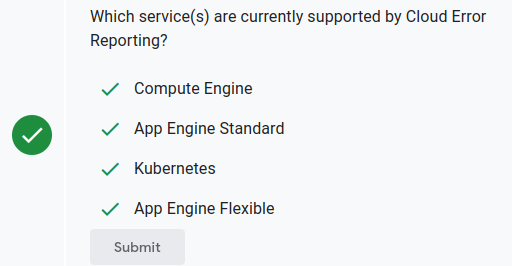 Which service(s) are currently supported by Cloud Error
Reporting?
Compute Engine
App Engine Standard
Kubernetes
App Engine Flexible
Submit